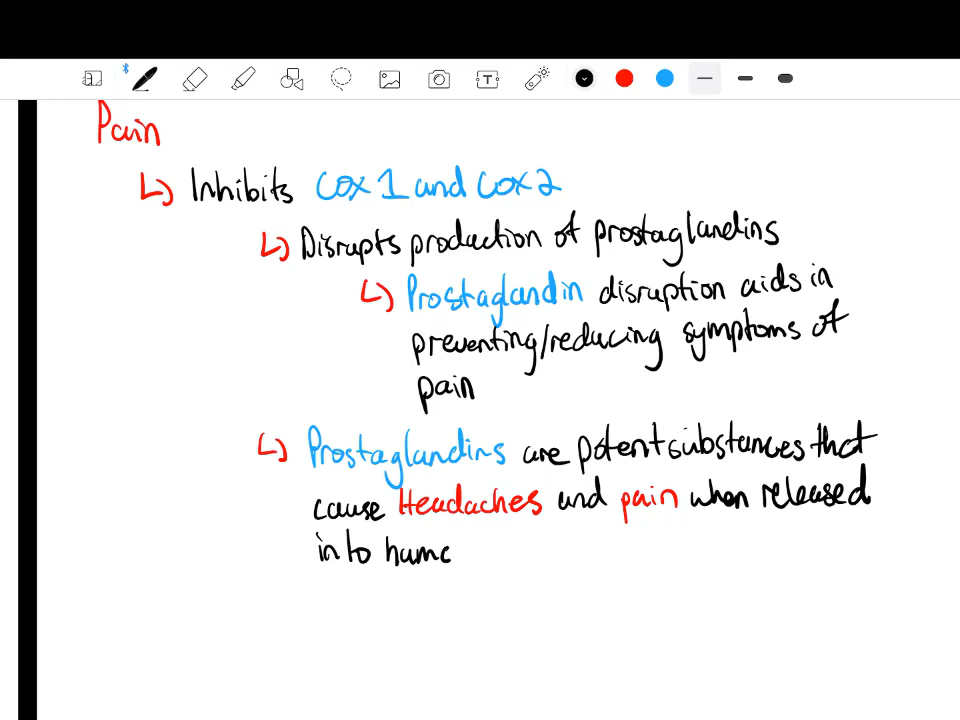 Pain
Inhibits Cox 1 and Cox 2
Disrupts production of prostaglandins
Prostaglandin disruption aids in
preventing/reducing symptoms of
pain
Prostaglandins are potent substances that
cause Headaches and pain when released
into huma